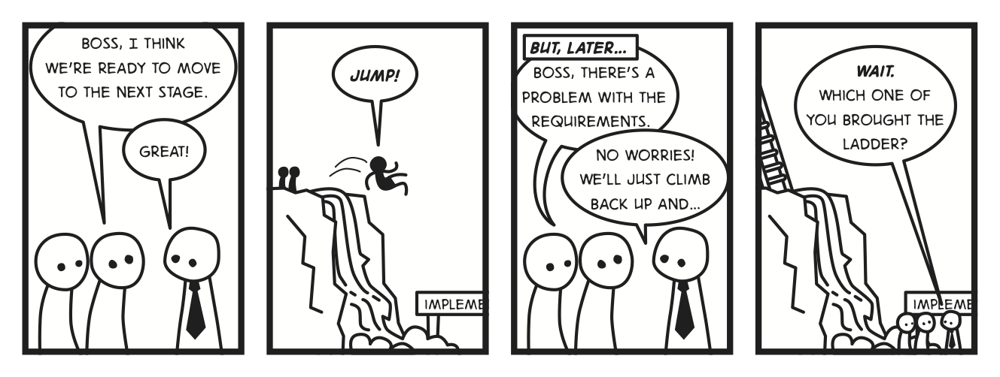 BOSS, I THINK
WE'RE READY TO MOVE
TO THE NEXT STAGE.
GREAT!
JUMP!
IMPLEME
BUT, LATER...
BOSS, THERE'S A
PROBLEM WITH THE
REQUIREMENTS.
NO WORRIES!
WE'LL JUST CLIMB
BACK UP AND...
WAIT.
WHICH ONE OF
YOU BROUGHT THE
LADDER?
IMPLEME